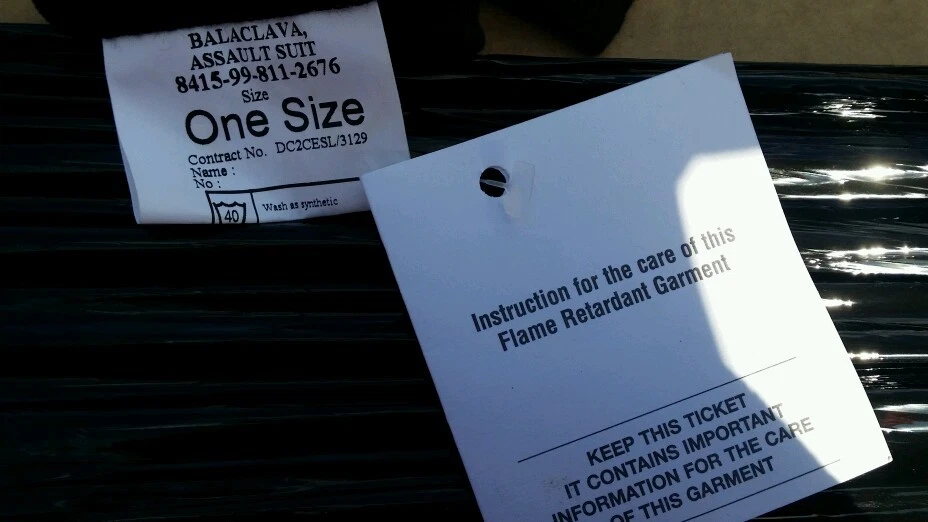 BALACLAVA,
ASSAULT SUIT
8415-99-811-2676
Size
One Size
Contract No. DC2CESL/3129
Name :
No :
40 Wash as synthetic
Instruction for the care of this
Flame Retardant Garment
KEEP THIS TICKET
IT CONTAINS IMPORTANT
INFORMATION FOR THE CARE
OF THIS GARMENT